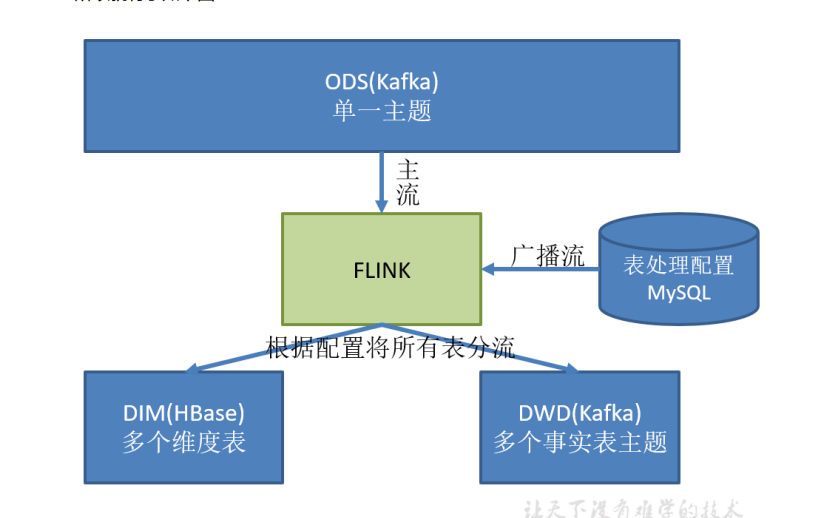 ODS(Kafka)
单一主题
主
流
FLINK
广播流
表处理配置
MySQL
根据配置将所有表分流
DIM(HBase)
多个维度表
DWD(Kafka)
多个事实表主题
让天下没有难学的技术